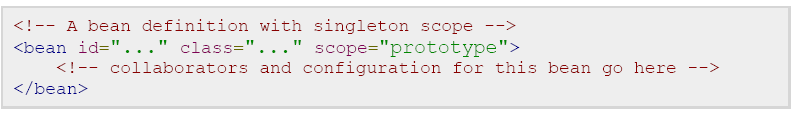 <!-- A bean definition with singleton scope -->
<bean id="..." class="..." scope="prototype">
    <!-- collaborators and configuration for this bean go here -->
</bean>